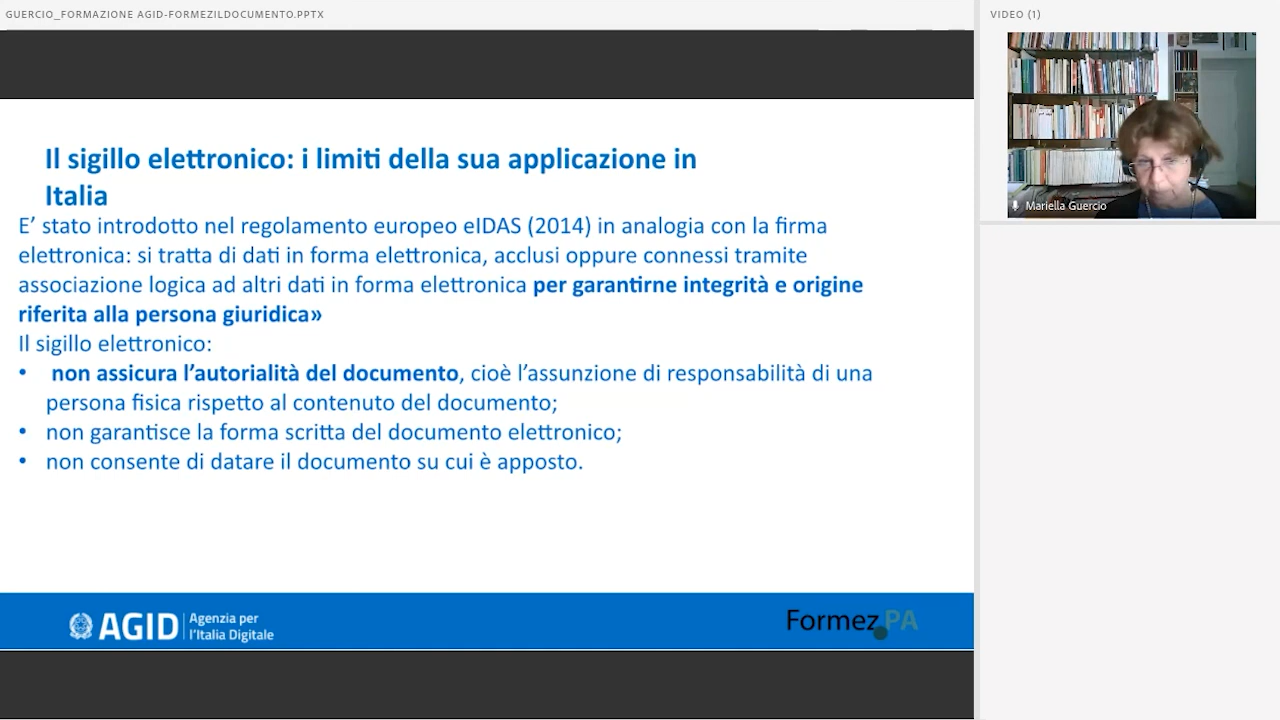 GUERCIO_FORMAZIONE AGID-FORMEZILDOCUMENTO.PPTX
VIDEO (1)
Mariella Guercio
Il sigillo elettronico: i limiti della sua applicazione in
Italia
E’ stato introdotto nel regolamento europeo eIDAS (2014) in analogia con la firma
elettronica: si tratta di dati in forma elettronica, acclusi oppure connessi tramite
associazione logica ad altri dati in forma elettronica per garantirne integrità e origine
riferita alla persona giuridica»
Il sigillo elettronico:
• non assicura l’autorialità del documento, cioè l’assunzione di responsabilità di una
persona fisica rispetto al contenuto del documento;
• non garantisce la forma scritta del documento elettronico;
• non consente di datare il documento su cui è apposto.
AGID Agenzia per
l’Italia Digitale
Formez PA